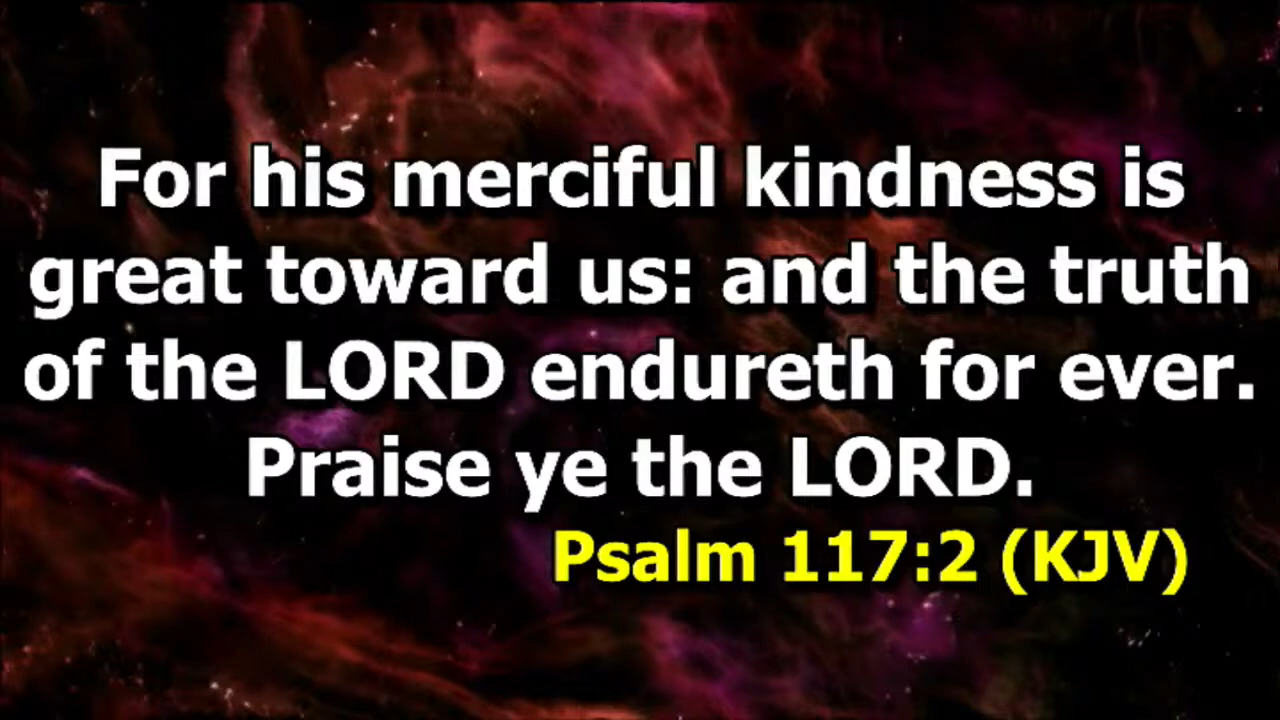 For his merciful kindness is
great toward us: and the truth
of the LORD endureth for ever.
Praise ye the LORD.
Psalm 117:2 (KJV)